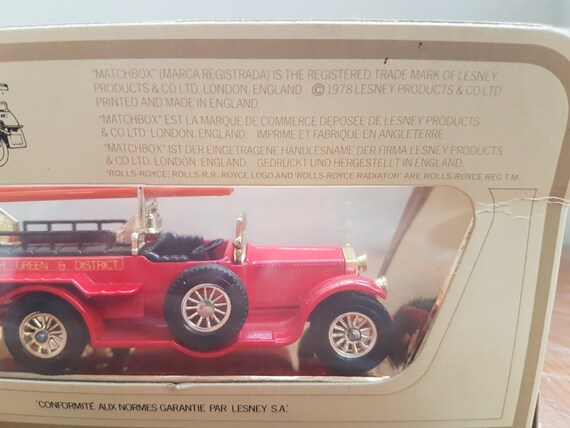 "MATCHBOX" (MARCA REGISTRADA) IS THE REGISTERED TRADE MARK OF LESNEY
PRODUCTS & CO LTD. LONDON. ENGLAND © 1978 LESNEY PRODUCTS & CO. LTD
PRINTED AND MADE IN ENGLAND.
"MATCHBOX" EST LA MARQUE DE COMMERCE DEPOSEE DE LESNEY PRODUCTS
& CO LTD. LONDON. ENGLAND. IMPRIME ET FABRIQUE EN ANGLETERRE
"MATCHBOX" IST DER EINGETRAGENE HANDLESNAME DER FIRMA LESNEY PRODUCTS
& CO. LTD. LONDON. ENGLAND. GEDRUCKT UND HERGESTELLT IN ENGLAND.
'ROLLS-ROYCE', 'ROLLS-R.R.-ROYCE LOGO AND 'ROLLS-ROYCE RADIATOR' ARE ROLLS-ROYCE REG T.M
GREEN & DISTRICT
'CONFORMITÉ AUX NORMES GARANTIE PAR LESNEY S.A.'